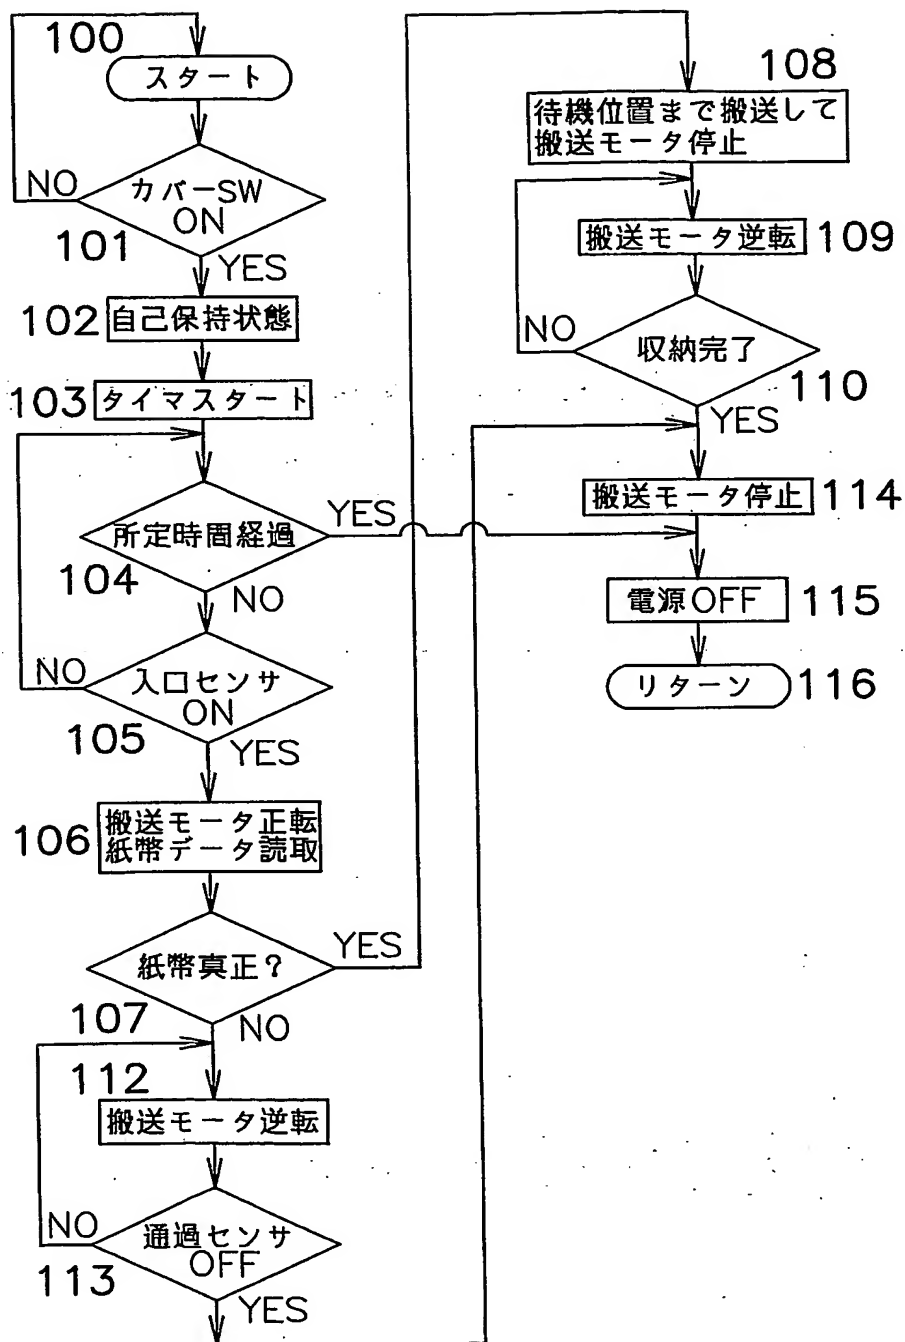 100
スタート
NO
カバーSW
ON
101
YES
102
自己保持状態
103
タイマスタート
所定時間経過
YES
104
NO
NO
入口センサ
ON
105
YES
106
搬送モータ正転
紙幣データ読取
紙幣真正?
YES
107
NO
112
搬送モータ逆転
NO
通過センサ
OFF
113
YES
108
待機位置まで搬送して
搬送モータ停止
搬送モータ逆転
109
NO
収納完了
110
YES
搬送モータ停止
114
電源OFF
115
リターン
116